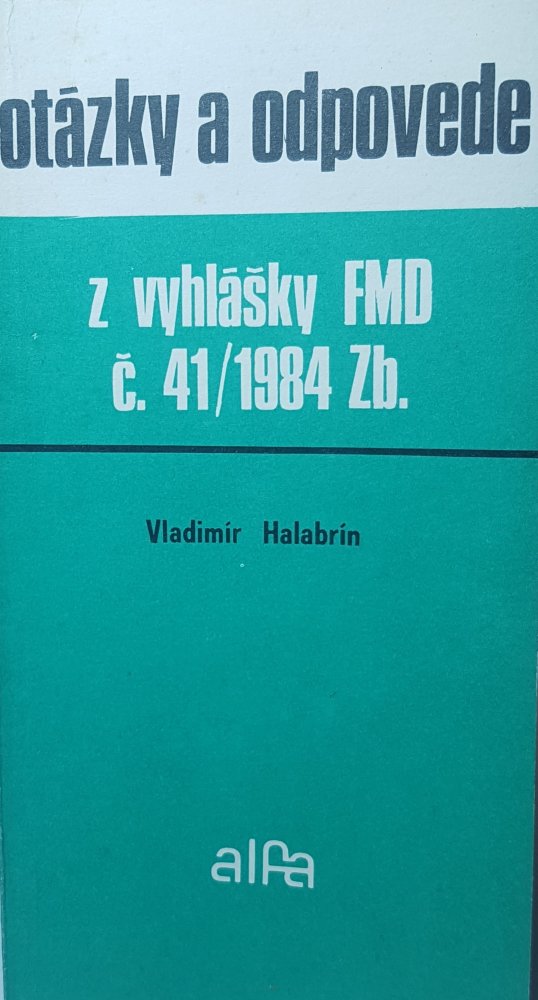 otázky a odpovede
z vyhlášky FMD
č. 41/1984 Zb.
Vladimír Halabrín
alfa